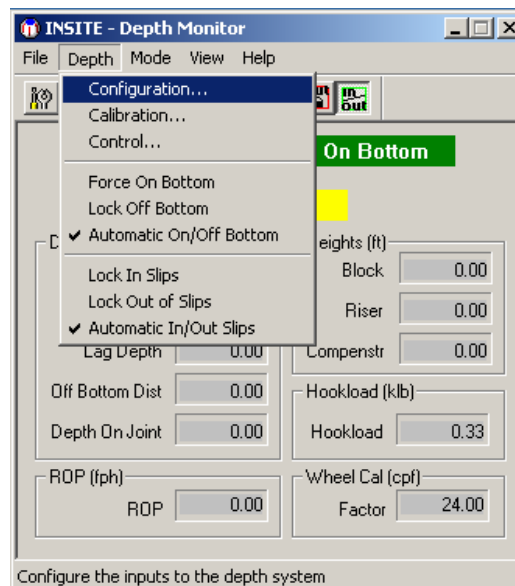 INSITE - Depth Monitor
File Depth Mode View Help
Configuration...
Calibration...
Control...
Force On Bottom
Lock Off Bottom
✔ Automatic On/Off Bottom
Lock In Slips
Lock Out of Slips
✔ Automatic In/Out Slips
in
out
On Bottom
D
eights (ft)
Block 0.00
Riser 0.00
Lag Depth 0.00
Compenstr 0.00
Off Bottom Dist 0.00
Depth On Joint 0.00
Hookload (klb)
Hookload 0.33
ROP (fph)
ROP 0.00
Wheel Cal (cpf)
Factor 24.00
Configure the inputs to the depth system